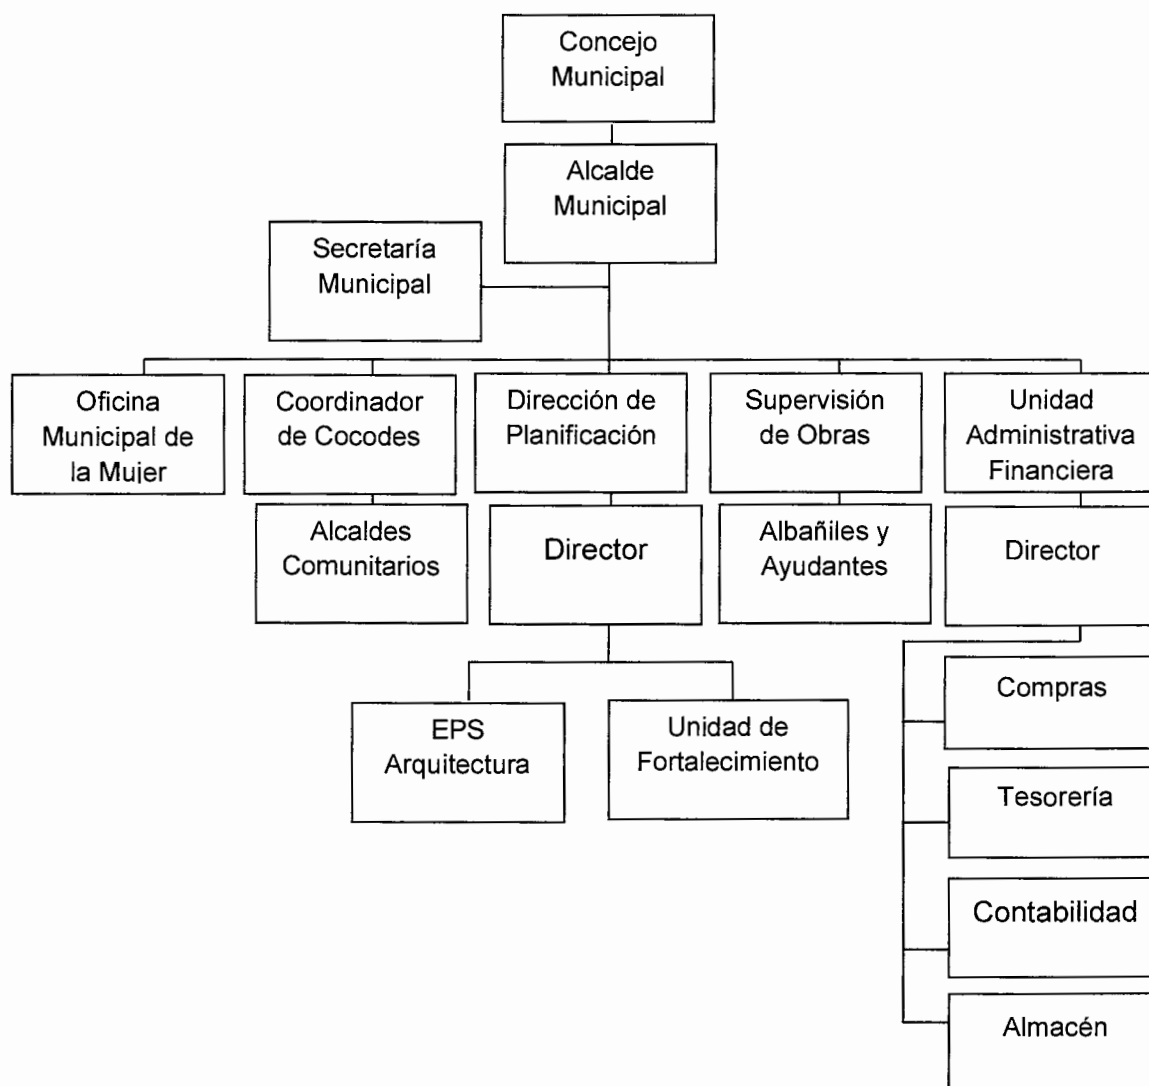 Concejo
Municipal
Alcalde
Municipal
Secretaría
Municipal
Oficina
Municipal de
la Mujer
Coordinador
de Cocodes
Dirección de
Planificación
Supervisión
de Obras
Unidad
Administrativa
Financiera
Alcaldes
Comunitarios
Director
Albañiles y
Ayudantes
Director
EPS
Arquitectura
Unidad de
Fortalecimiento
Compras
Tesorería
Contabilidad
Almacén